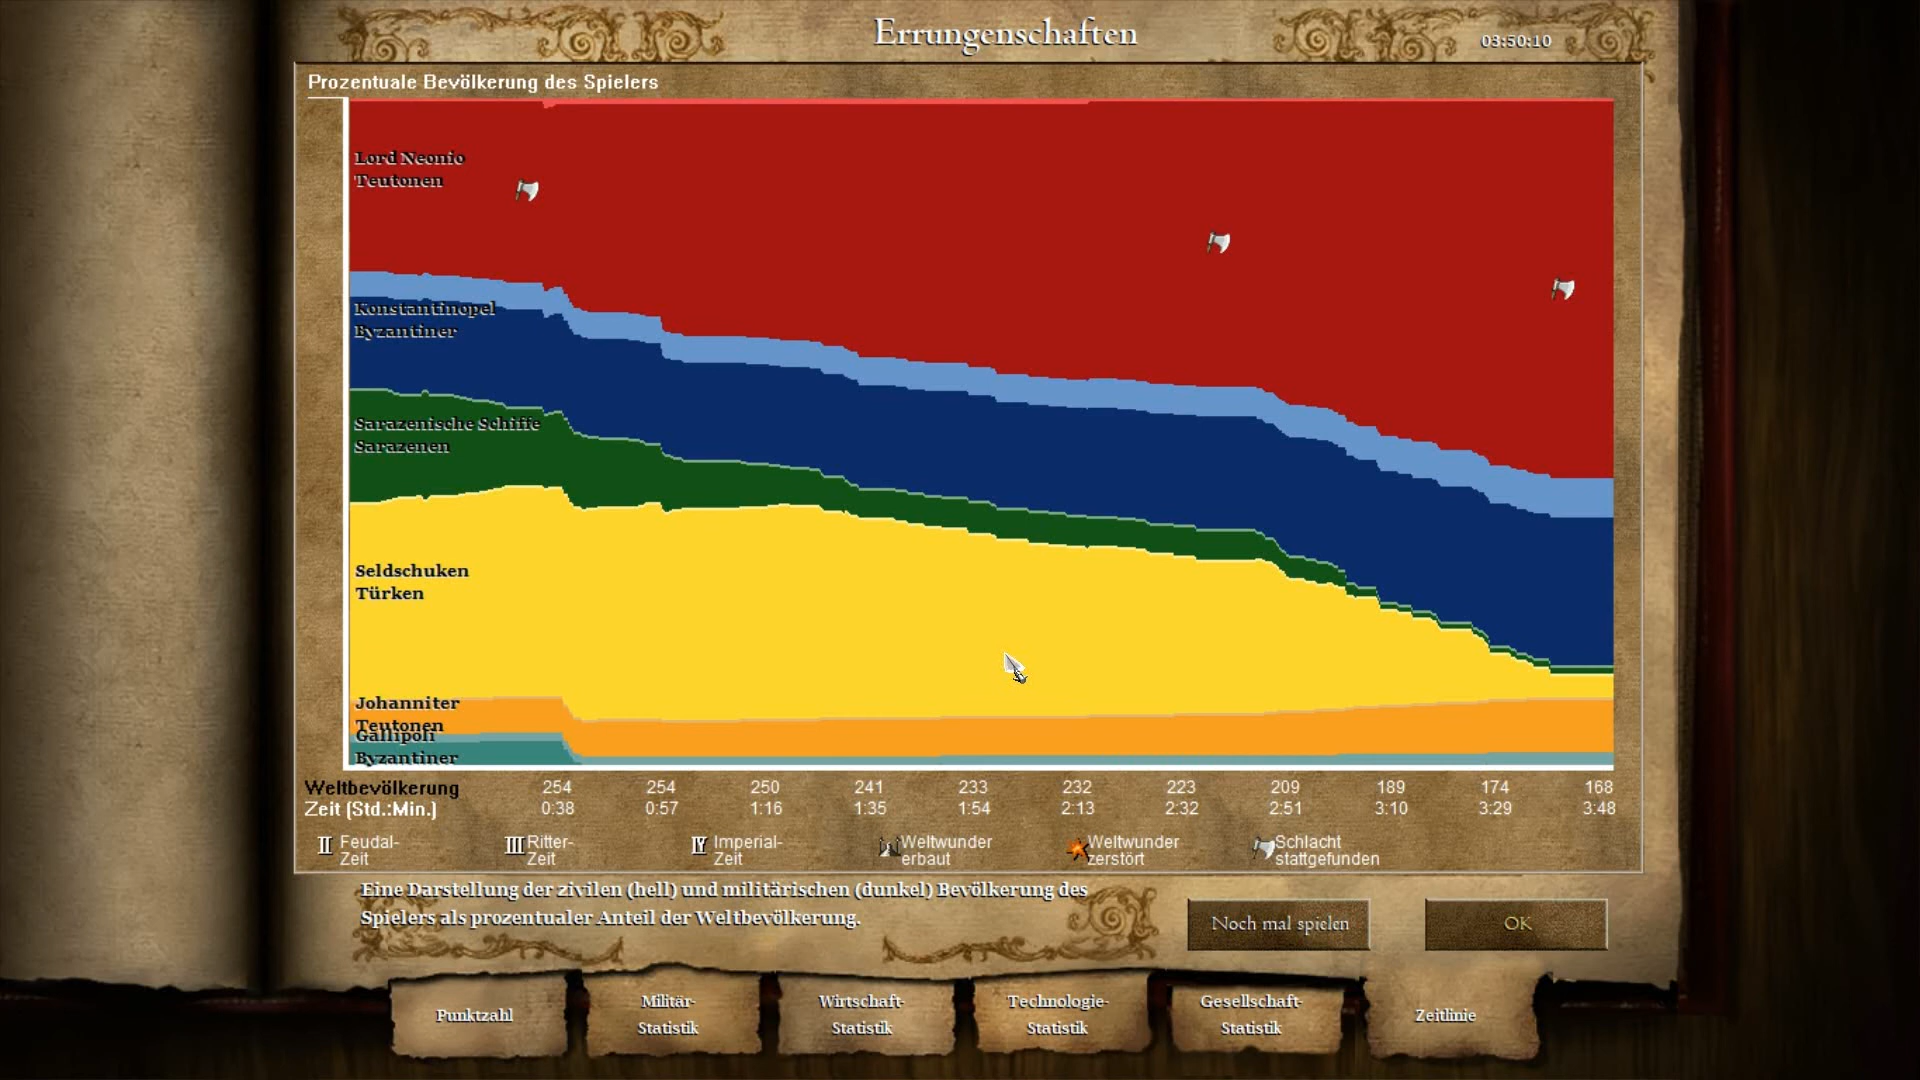 Errungenschaften
03:50:10
Prozentuale Bevölkerung des Spielers
Lord Neonio
Teutonen
Konstantinopel
Byzantiner
Sarazenische Schiffe
Sarazenen
Seldschuken
Türken
Johanniter
Teutonen
Gallipoli
Byzantiner
Weltbevölkerung 254 254 250 241 233 232 223 209 189 174 168
Zeit (Std.:Min.) 0:38 0:57 1:16 1:35 1:54 2:13 2:32 2:51 3:10 3:29 3:48
II Feudal-
Zeit
III Ritter-
Zeit
IV Imperial-
Zeit
Weltwunder
erbaut
Weltwunder
zerstört
Schlacht
stattgefunden
Eine Darstellung der zivilen (hell) und militärischen (dunkel) Bevölkerung des
Spielers als prozentualer Anteil der Weltbevölkerung.
Noch mal spielen
OK
Punktzahl
Militär-
Statistik
Wirtschaft-
Statistik
Technologie-
Statistik
Gesellschaft-
Statistik
Zeitlinie